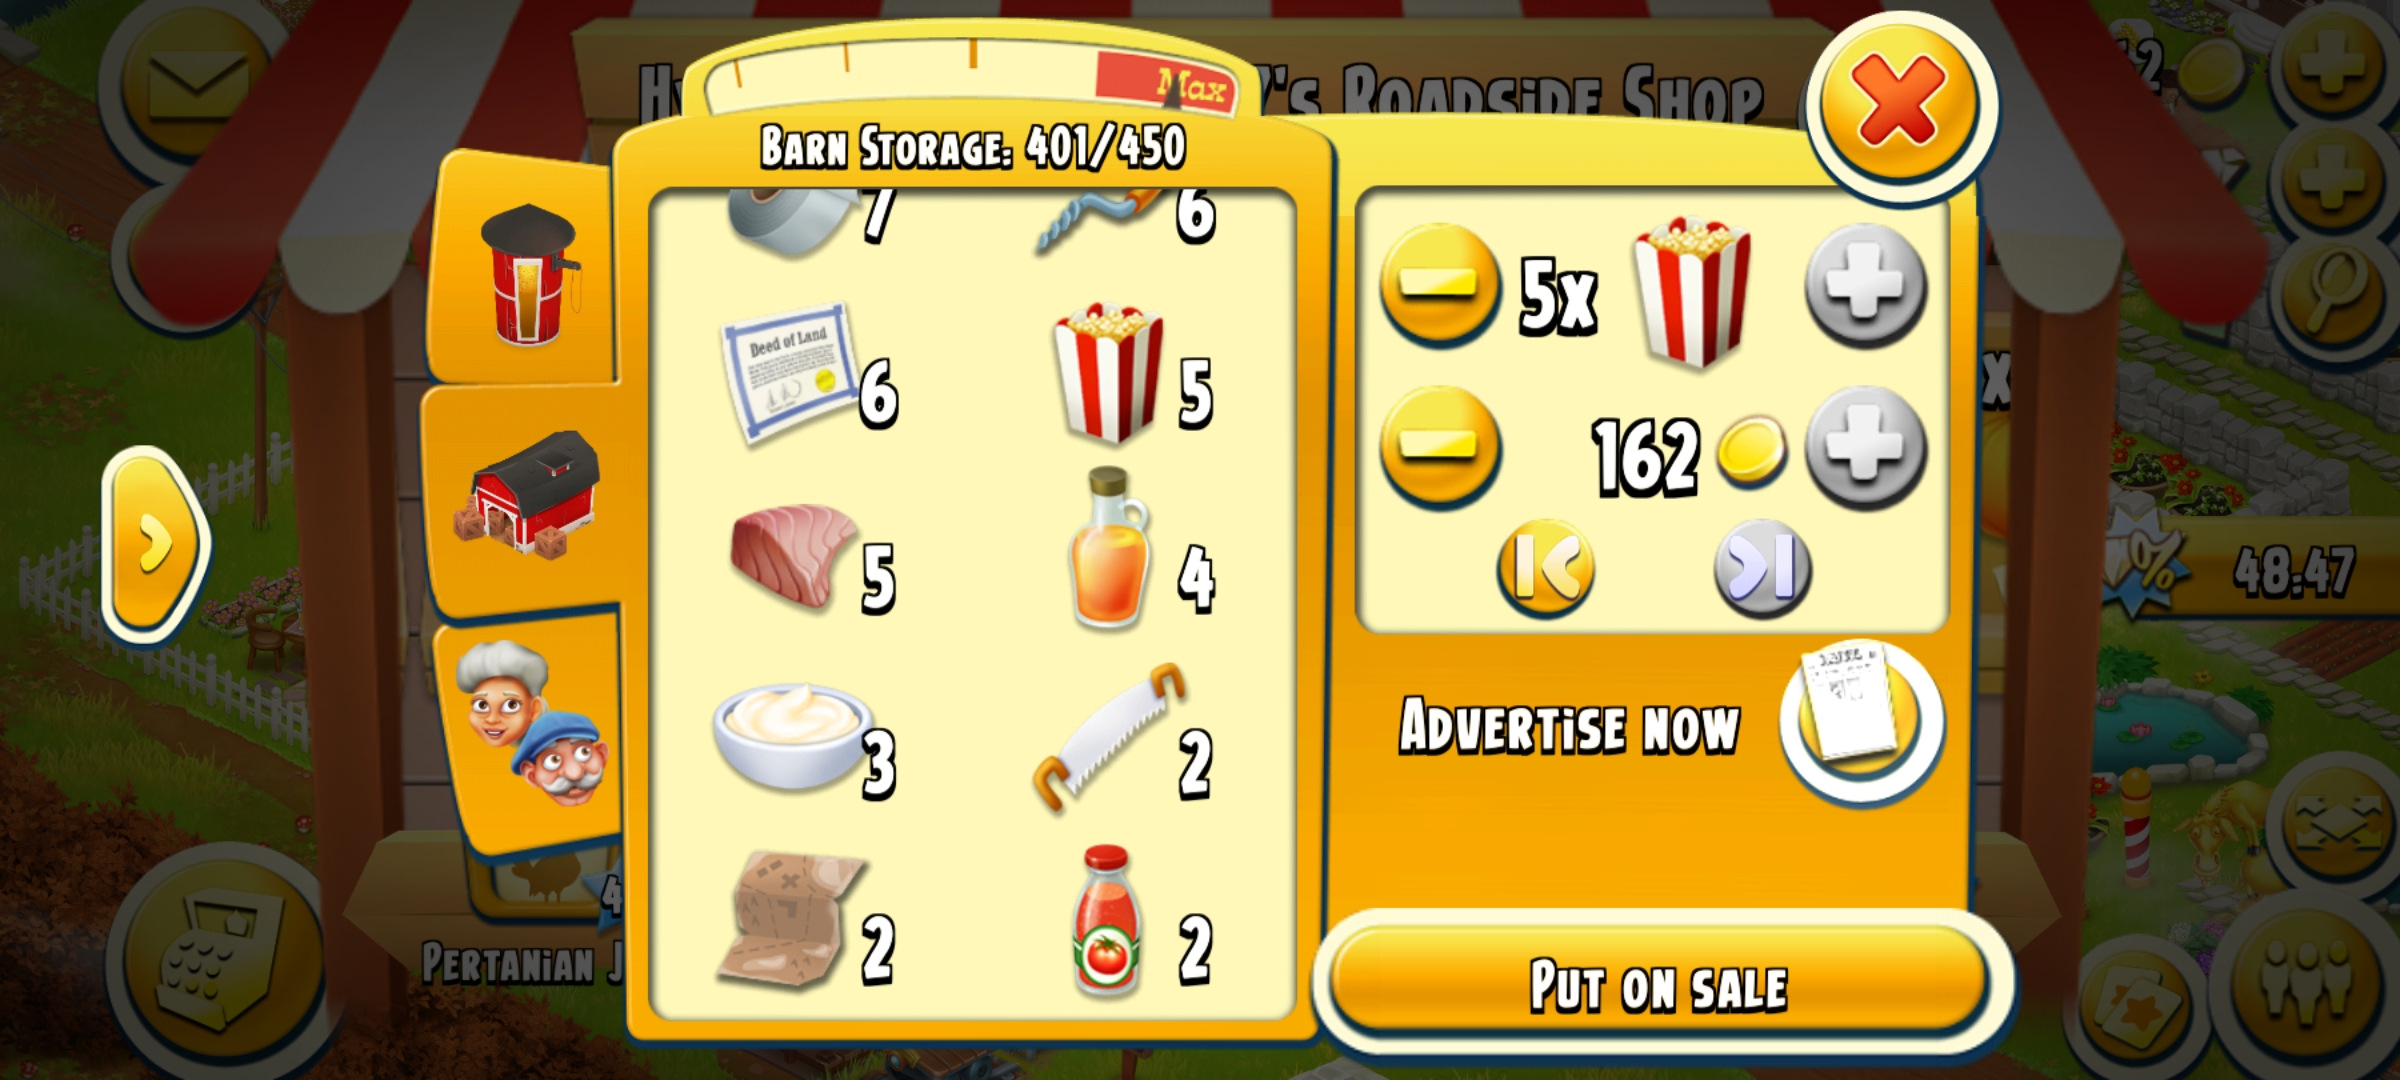 'S ROADSIDE SHOP
Max
BARN STORAGE: 401/450
7
6
Deed of Land
6
5
5
4
3
2
2
2
5x
162
48:47
ADVERTISE NOW
PERTANIAN J
PUT ON SALE